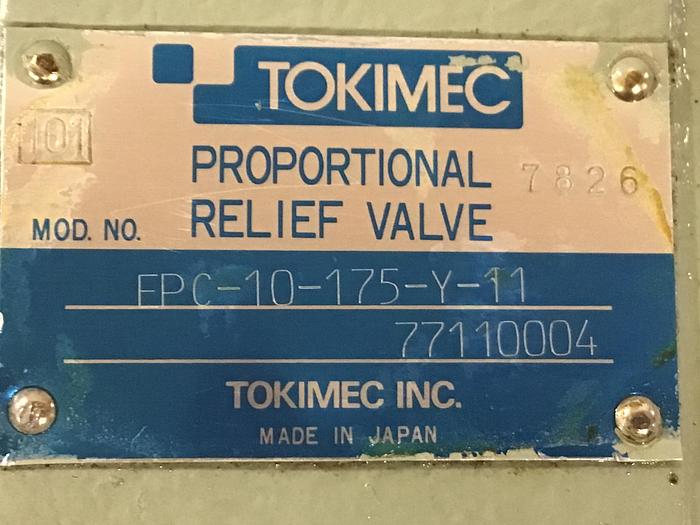 TOKIMEC
101
PROPORTIONAL 7826
MOD. NO. RELIEF VALVE
EPC-10-175-Y-11
77110004
TOKIMEC INC.
MADE IN JAPAN